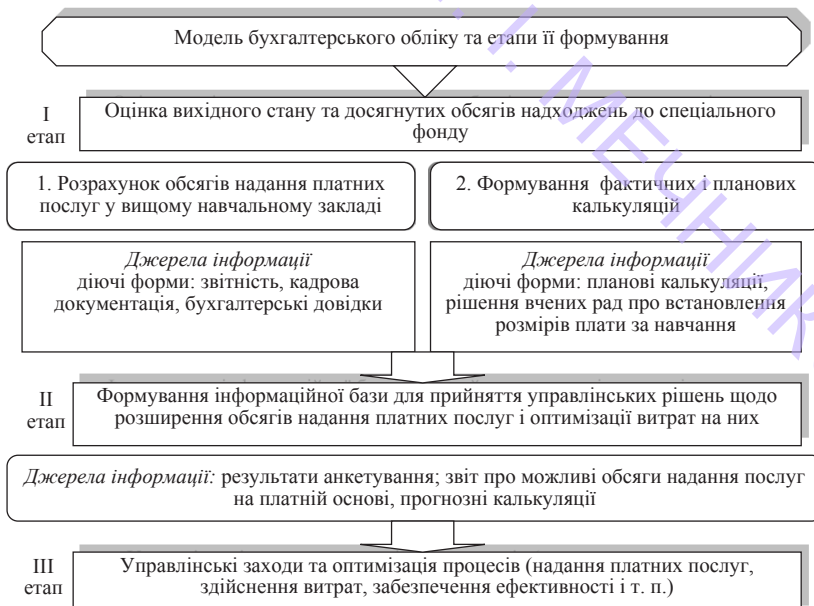 Модель бухгалтерського обліку та етапи її формування
І
етап
Оцінка вихідного стану та досягнутих обсягів надходжень до спеціального
фонду
1. Розрахунок обсягів надання платних
послуг у вищому навчальному закладі
2. Формування фактичних і планових
калькуляцій
Джерела інформації
діючі форми: звітність, кадрова
документація, бухгалтерські довідки
Джерела інформації
діючі форми: планові калькуляції,
рішення вчених рад про встановлення
розмірів плати за навчання
ІІ
етап
Формування інформаційної бази для прийняття управлінських рішень щодо
розширення обсягів надання платних послуг і оптимізації витрат на них
Джерела інформації: результати анкетування; звіт про можливі обсяги надання послуг
на платній основі, прогнозні калькуляції
ІІІ
етап
Управлінські заходи та оптимізація процесів (надання платних послуг,
здійснення витрат, забезпечення ефективності і т. п.)
І. І. МЕЧНИК